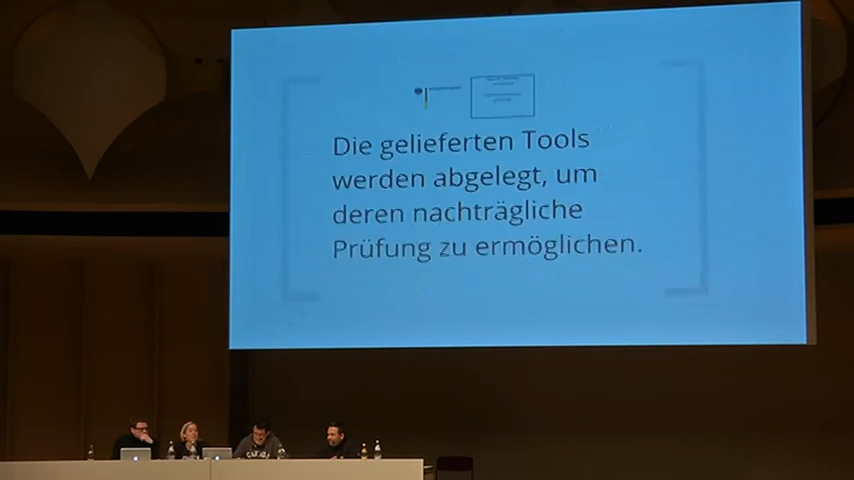 Die gelieferten Tools
werden abgelegt, um
deren nachträgliche
Prüfung zu ermöglichen.